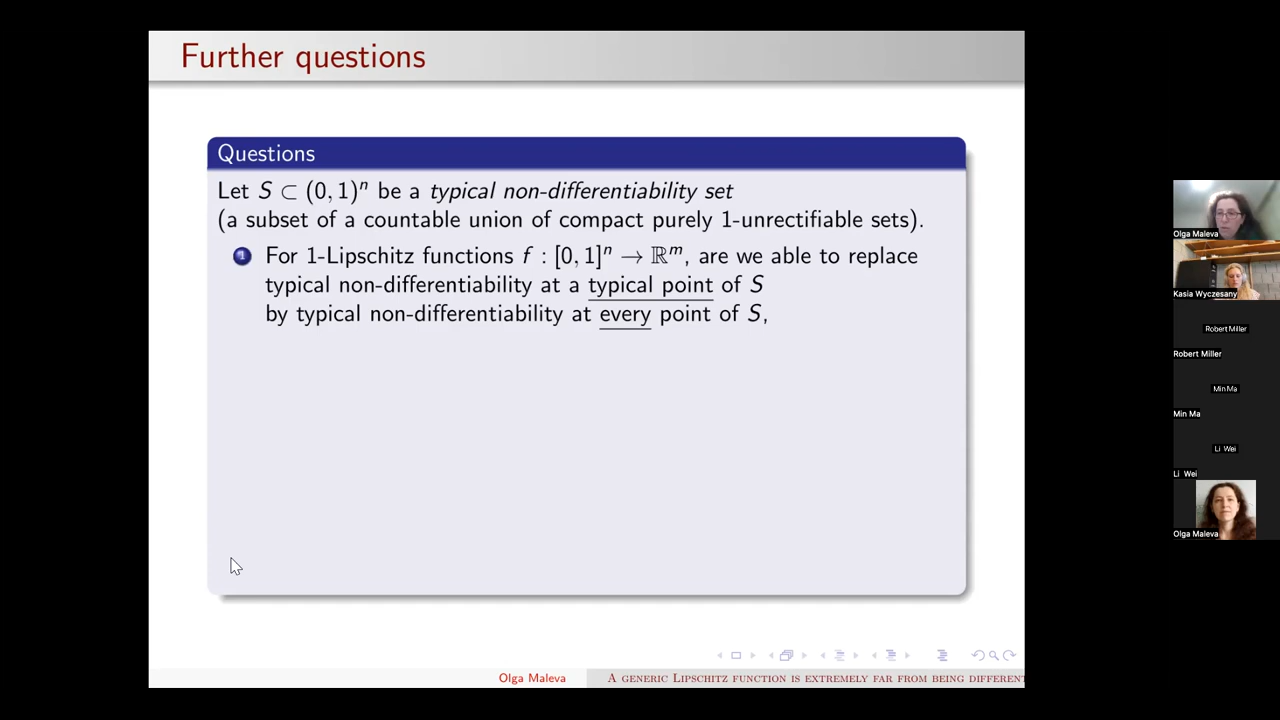 Further questions
Questions
Let S ⊂ (0, 1)ⁿ be a typical non-differentiability set
(a subset of a countable union of compact purely 1-unrectifiable sets).
1 For 1-Lipschitz functions f : [0, 1]ⁿ → ℝᵐ, are we able to replace
typical non-differentiability at a typical point of S
by typical non-differentiability at every point of S,
Olga Maleva
A GENERIC LIPSCHITZ FUNCTION IS EXTREMELY FAR FROM BEING DIFFEREN
Olga Maleva
Kasia Wyczesany
Robert Miller
Robert Miller
Min Ma
Min Ma
Li Wei
Li Wei
Olga Maleva